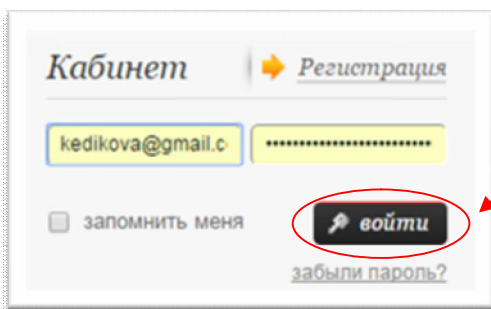 Кабинет Регистрация
kedikova@gmail.c
запомнить меня войти
забыли пароль?